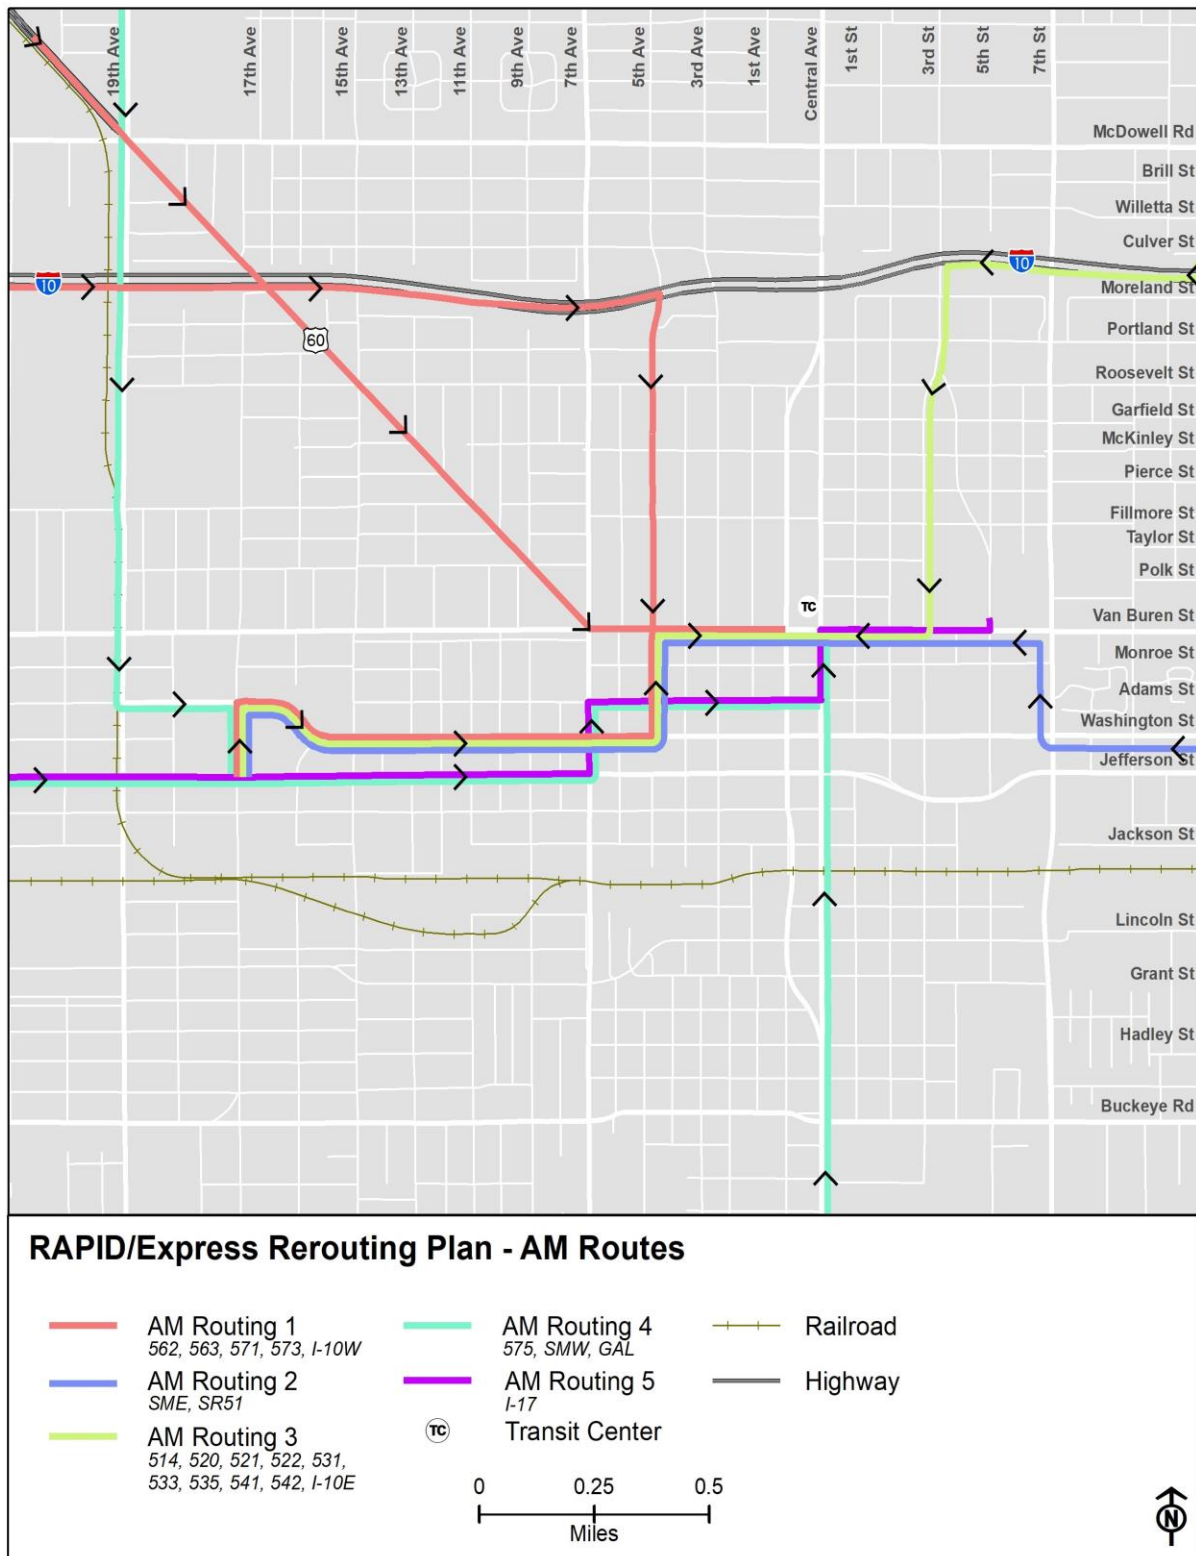 19th Ave
17th Ave
15th Ave
13th Ave
11th Ave
9th Ave
7th Ave
5th Ave
3rd Ave
1st Ave
Central Ave
1st St
3rd St
5th St
7th St
McDowell Rd
Brill St
Willetta St
Culver St
10
10
Moreland St
Portland St
60
Roosevelt St
Garfield St
McKinley St
Pierce St
Fillmore St
Taylor St
Polk St
TC
Van Buren St
Monroe St
Adams St
Washington St
Jefferson St
Jackson St
Lincoln St
Grant St
Hadley St
Buckeye Rd
RAPID/Express Rerouting Plan - AM Routes
AM Routing 1
562, 563, 571, 573, I-10W
AM Routing 2
SME, SR51
AM Routing 3
514, 520, 521, 522, 531,
533, 535, 541, 542, I-10E
AM Routing 4
575, SMW, GAL
AM Routing 5
I-17
TC Transit Center
Railroad
Highway
0 0.25 0.5
Miles
N